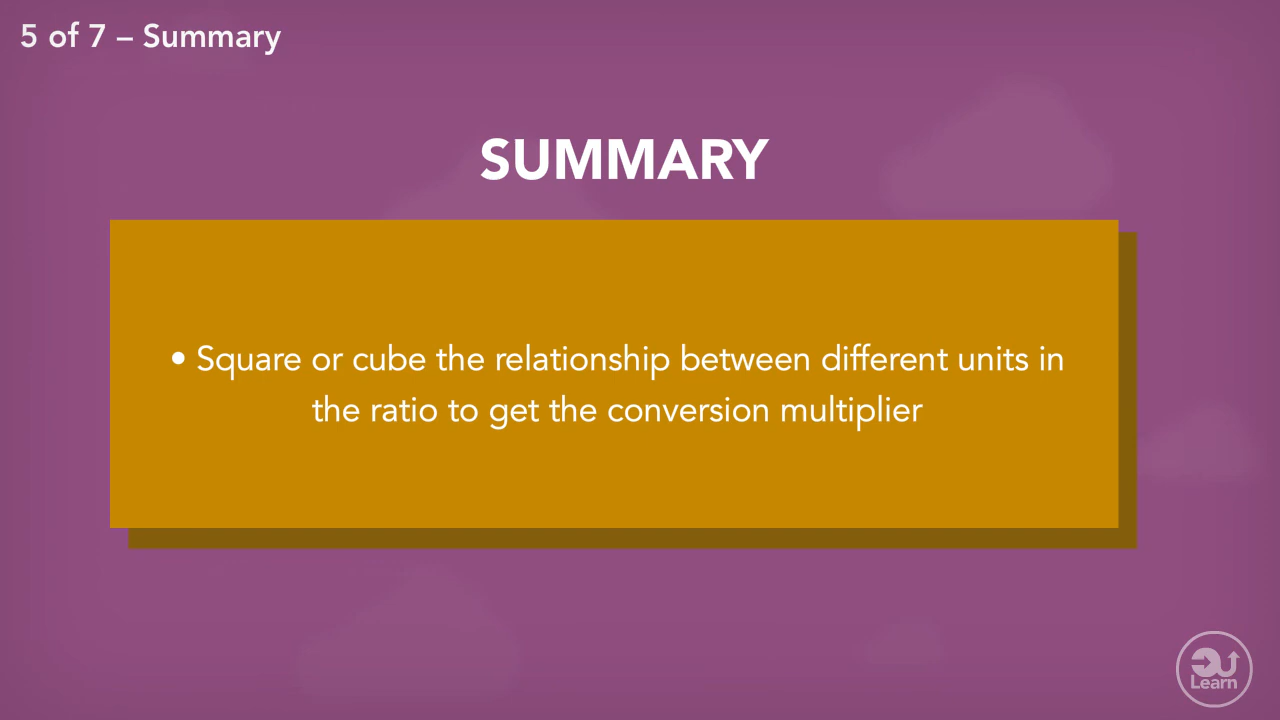 5 of 7 – Summary
SUMMARY
• Square or cube the relationship between different units in
the ratio to get the conversion multiplier
Learn